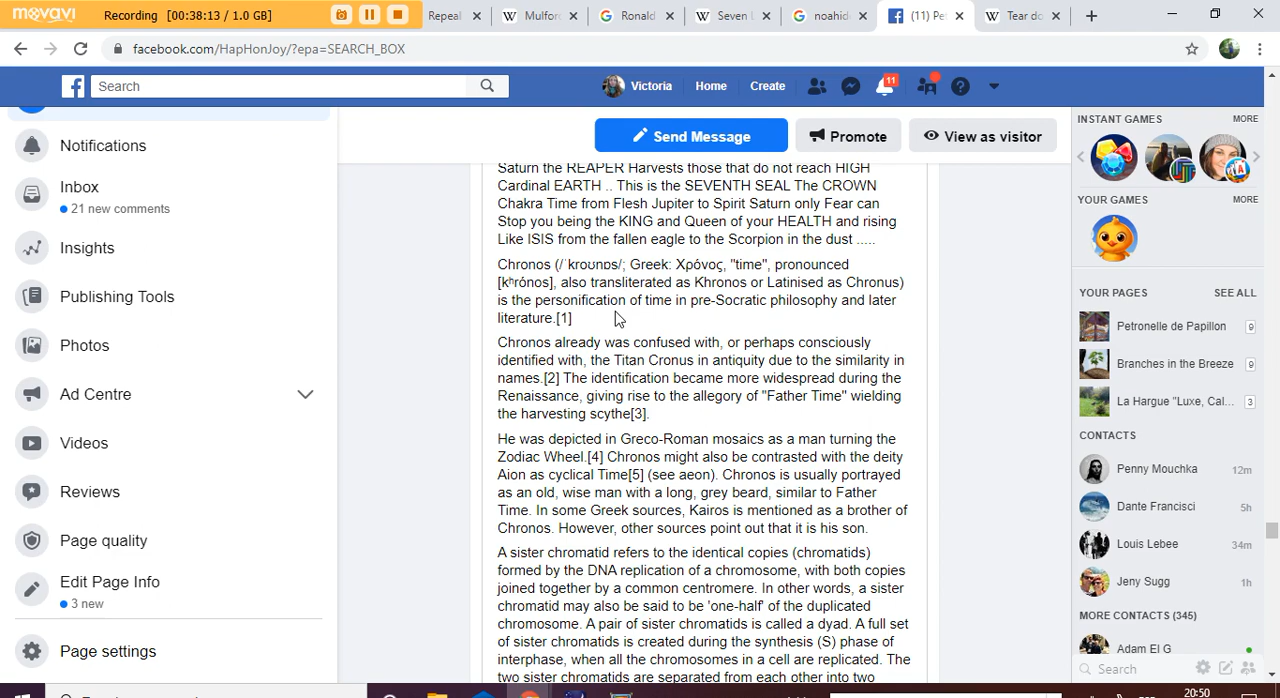 movavi
Recording [00:38:13 / 1.0 GB]
Repeal
Mulford
Ronald
Seven L
noahide
(11) Pe
Tear do
facebook.com/HapHonJoy/?epa=SEARCH_BOX
Search
Victoria
Home
Create
11
Notifications
Inbox
21 new comments
Insights
Publishing Tools
Photos
Ad Centre
Videos
Reviews
Page quality
Edit Page Info
3 new
Page settings
Send Message
Promote
View as visitor
Saturn the REAPER Harvests those that do not reach HIGH
Cardinal EARTH .. This is the SEVENTH SEAL The CROWN
Chakra Time from Flesh Jupiter to Spirit Saturn only Fear can
Stop you being the KING and Queen of your HEALTH and rising
Like ISIS from the fallen eagle to the Scorpion in the dust .....
Chronos (/ˈkroʊnɒs/; Greek: Χρόνος, "time", pronounced
[kʰrónos], also transliterated as Khronos or Latinised as Chronus)
is the personification of time in pre-Socratic philosophy and later
literature.[1]
Chronos already was confused with, or perhaps consciously
identified with, the Titan Cronus in antiquity due to the similarity in
names.[2] The identification became more widespread during the
Renaissance, giving rise to the allegory of "Father Time" wielding
the harvesting scythe[3].
He was depicted in Greco-Roman mosaics as a man turning the
Zodiac Wheel.[4] Chronos might also be contrasted with the deity
Aion as cyclical Time[5] (see aeon). Chronos is usually portrayed
as an old, wise man with a long, grey beard, similar to Father
Time. In some Greek sources, Kairos is mentioned as a brother of
Chronos. However, other sources point out that it is his son.
A sister chromatid refers to the identical copies (chromatids)
formed by the DNA replication of a chromosome, with both copies
joined together by a common centromere. In other words, a sister
chromatid may also be said to be 'one-half' of the duplicated
chromosome. A pair of sister chromatids is called a dyad. A full set
of sister chromatids is created during the synthesis (S) phase of
interphase, when all the chromosomes in a cell are replicated. The
two sister chromatids are separated from each other into two
INSTANT GAMES
MORE
YOUR GAMES
MORE
YOUR PAGES
SEE ALL
Petronelle de Papillon
9
Branches in the Breeze
9
La Hargue "Luxe, Cal...
3
CONTACTS
Penny Mouchka
12m
Dante Francisci
5h
Louis Lebee
34m
Jeny Sugg
1h
MORE CONTACTS (345)
Adam El G
Search
20:50